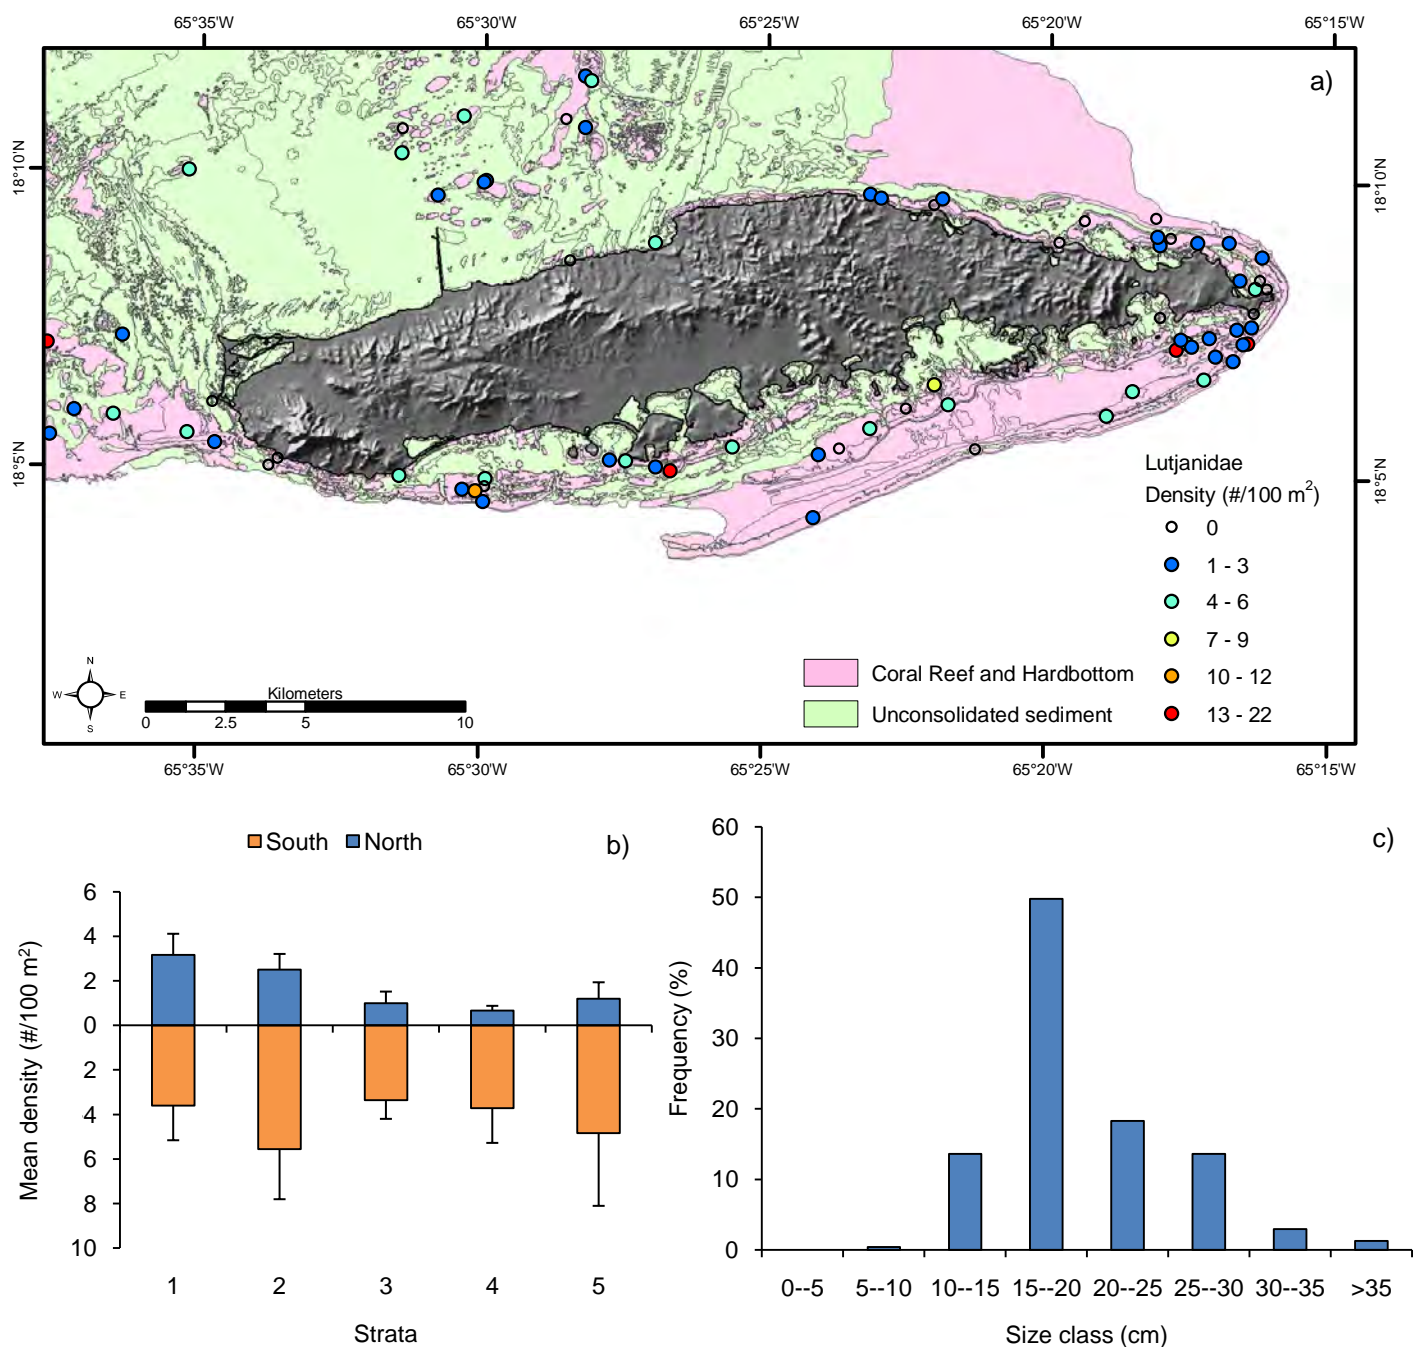 65°35'W 65°30'W 65°25'W 65°20'W 65°15'W
a)
18°10'N 18°10'N
18°5'N 18°5'N
Lutjanidae
Density (#/100 m²)
0
1 - 3
4 - 6
7 - 9
10 - 12
13 - 22
Coral Reef and Hardbottom
Unconsolidated sediment
N
W E
S
Kilometers
0 2.5 5 10
65°35'W 65°30'W 65°25'W 65°20'W 65°15'W
South North b)
Mean density (#/100 m²)
6
4
2
0
2
4
6
8
10
1 2 3 4 5
Strata
c)
Frequency (%)
60
50
40
30
20
10
0
0--5 5--10 10--15 15--20 20--25 25--30 30--35 >35
Size class (cm)